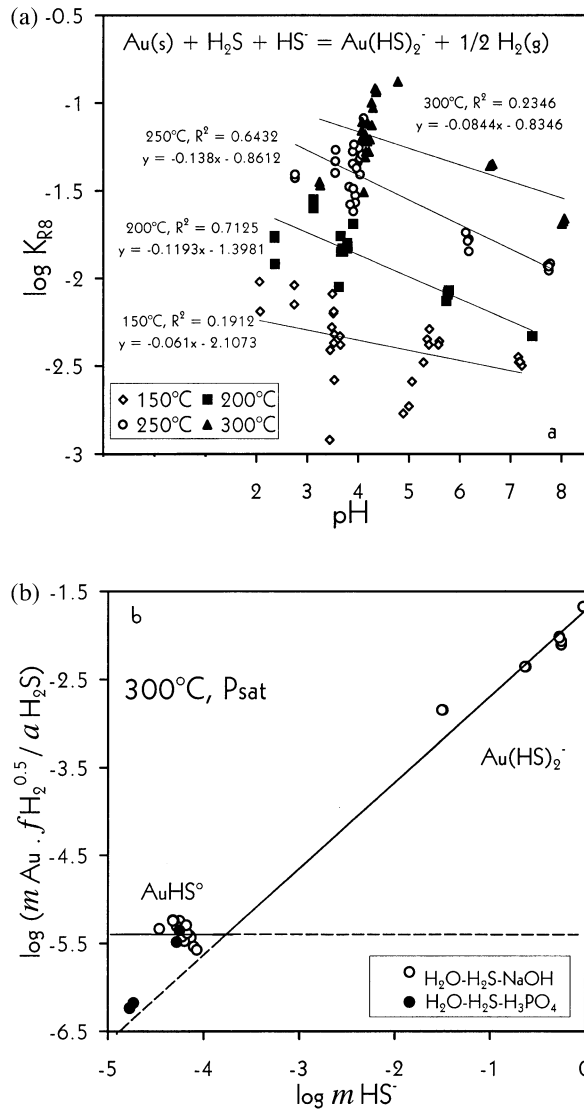 (a)
-0.5
Au(s) + H₂S + HS⁻ = Au(HS)₂⁻ + 1/2 H₂(g)
-1
300°C, R² = 0.2346
y = -0.0844x - 0.8346
250°C, R² = 0.6432
y = -0.138x - 0.8612
log K_R8
-1.5
200°C, R² = 0.7125
y = -0.1193x - 1.3981
-2
150°C, R² = 0.1912
y = -0.061x - 2.1073
-2.5
150°C 200°C
250°C 300°C
a
-3
2 3 4 5 6 7 8
pH
(b)
-1.5
b
300°C, Psat
-2.5
Au(HS)₂⁻
-3.5
log (m Au . f H₂^0.5 / a H₂S)
-4.5
AuHS°
-5.5
H₂O-H₂S-NaOH
H₂O-H₂S-H₃PO₄
-6.5
-5 -4 -3 -2 -1 0
log m HS⁻